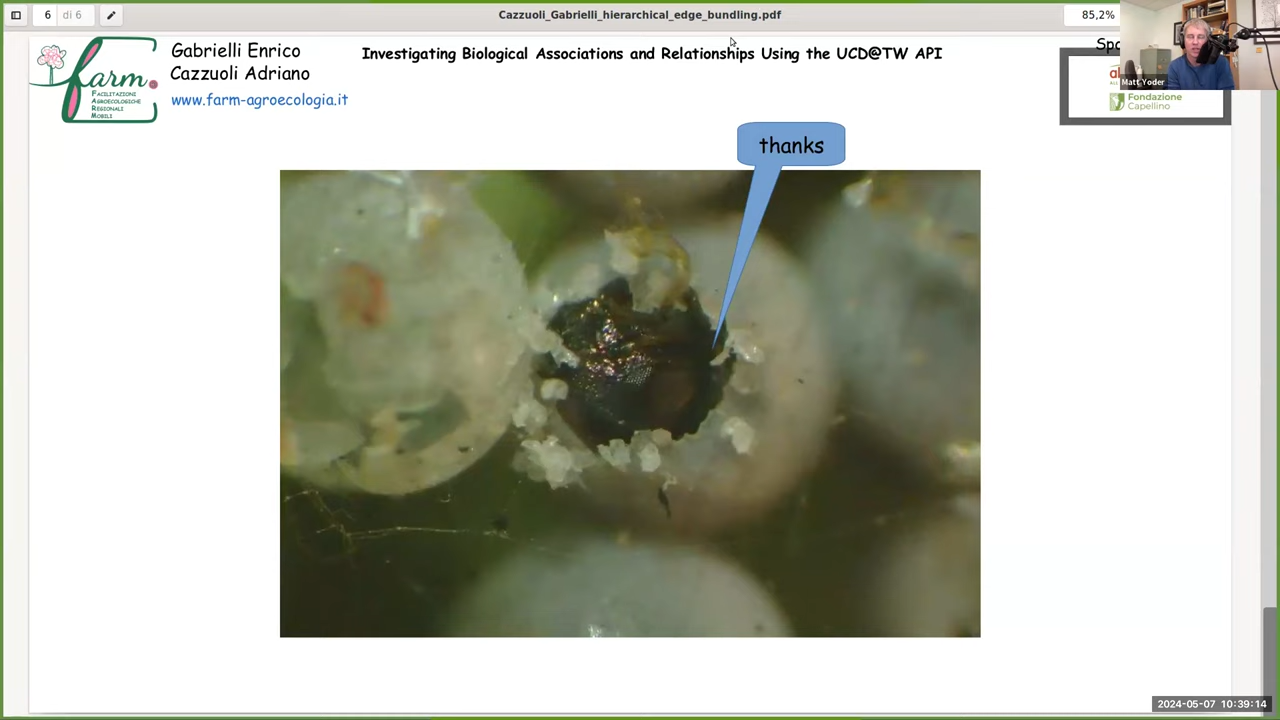 6 di 6
Cazzuoli_Gabrielli_hierarchical_edge_bundling.pdf
85,2%
farm.
FACILITAZIONI
AGROECOLOGICHE
REGIONALI
MOBILI
Gabrielli Enrico
Cazzuoli Adriano
www.farm-agroecologia.it
Investigating Biological Associations and Relationships Using the UCD@TW API
Matt Yoder
Fondazione
Capellino
thanks
2024-05-07 10:39:14